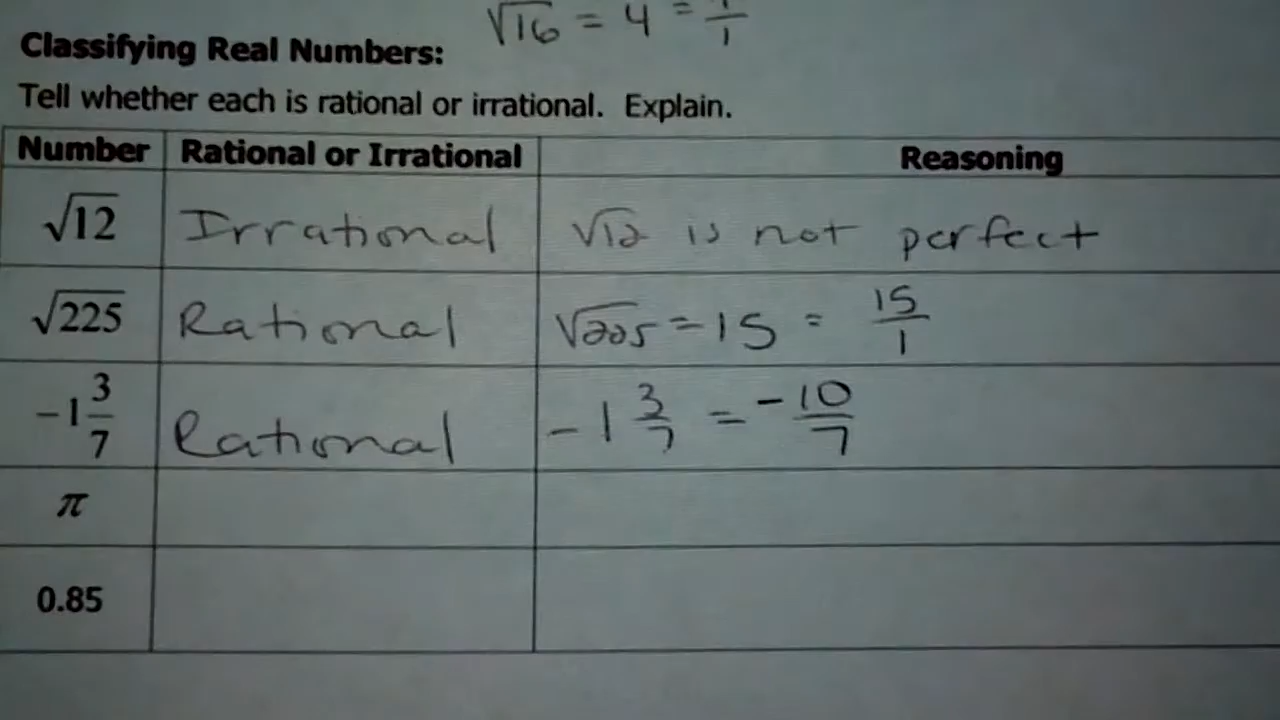 √16 = 4 = /1
Classifying Real Numbers:
Tell whether each is rational or irrational. Explain.
Number Rational or Irrational Reasoning
√12 Irrational √12 is not perfect
√225 Rational √225 = 15 = 15/1
-1 3/7 Rational -1 3/7 = -10/7
π
0.85